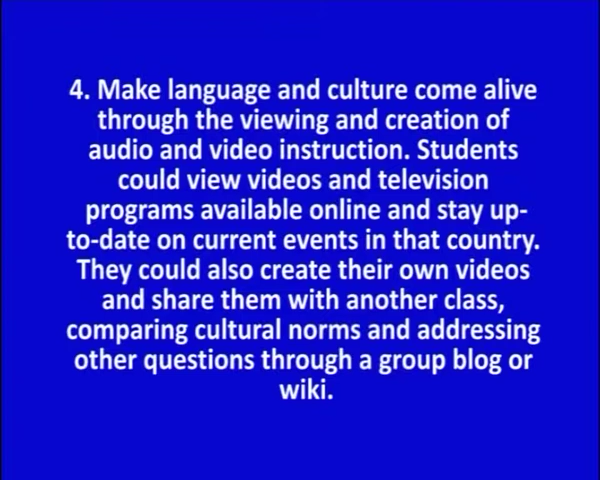 4. Make language and culture come alive
through the viewing and creation of
audio and video instruction. Students
could view videos and television
programs available online and stay up-
to-date on current events in that country.
They could also create their own videos
and share them with another class,
comparing cultural norms and addressing
other questions through a group blog or
wiki.